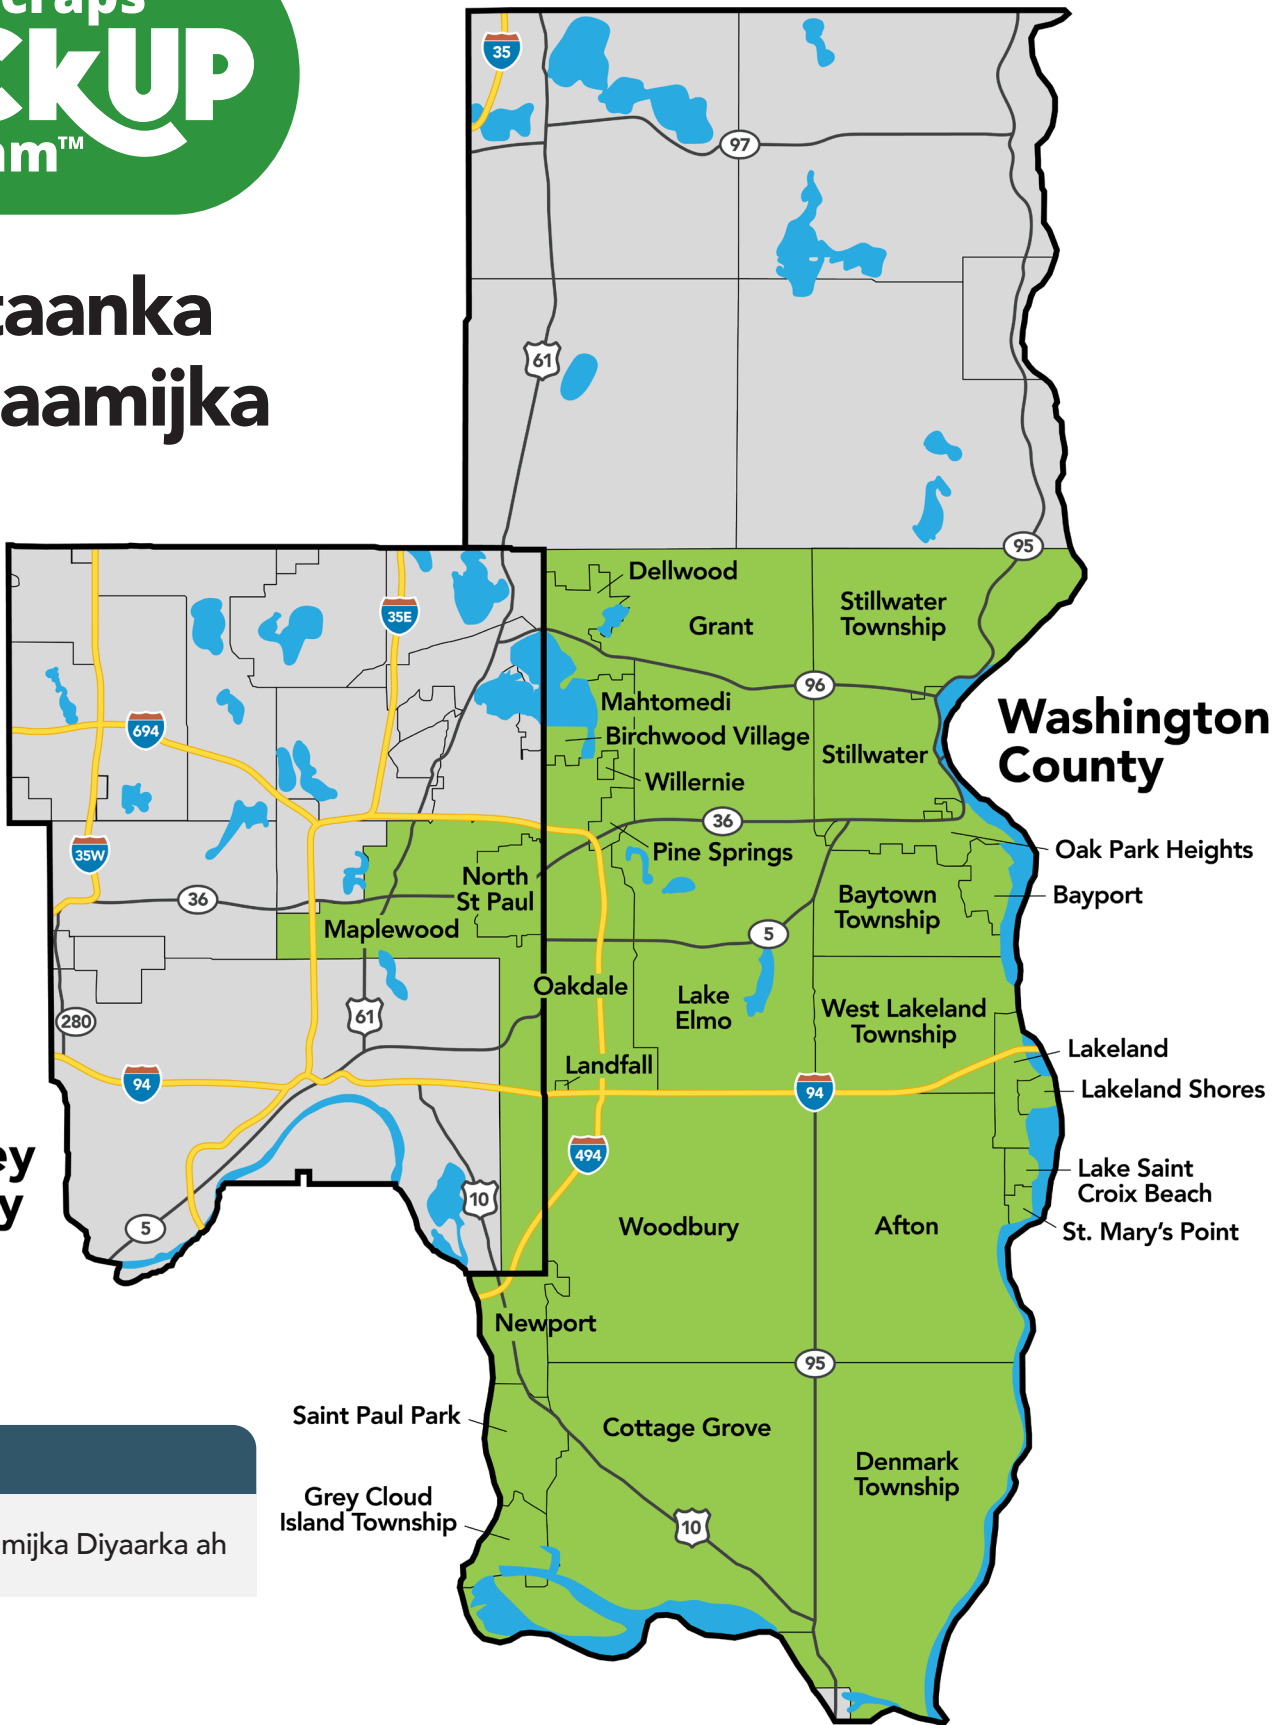 craps
CKUP
am™
taanka
aamijka
35
97
61
95
Dellwood
Grant
Stillwater
Township
35E
96
Mahtomedi
Birchwood Village
Stillwater
Willernie
Washington
County
694
36
Pine Springs
Oak Park Heights
35W
North
St Paul
Baytown
Township
Bayport
36
Maplewood
5
Oakdale
Lake
Elmo
West Lakeland
Township
280
61
Landfall
Lakeland
94
94
Lakeland Shores
ey
y
494
Lake Saint
Croix Beach
10
5
Woodbury
Afton
St. Mary's Point
Newport
95
Saint Paul Park
Cottage Grove
Denmark
Township
Grey Cloud
Island Township
10
mijka Diyaarka ah